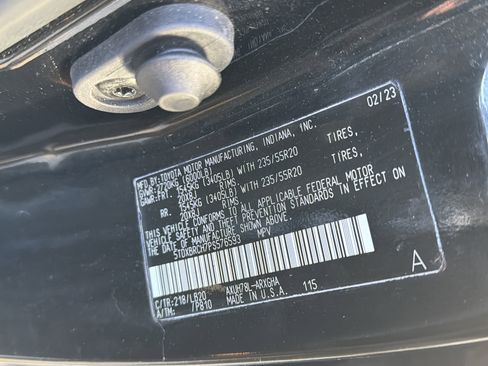 MFD. BY: TOYOTA MOTOR MANUFACTURING, INDIANA, INC. 02/23
GVWR: 2720KG (6000LB)
GAWR: FRT. 1545KG (3405LB) WITH 235/55R20 TIRES,
20X8J RIMS
RR. 1545KG (3405LB) WITH 235/55R20 TIRES,
20X8J RIMS
THIS VEHICLE CONFORMS TO ALL APPLICABLE FEDERAL MOTOR
VEHICLE SAFETY AND THEFT PREVENTION STANDARDS IN EFFECT ON
THE DATE OF MANUFACTURE SHOWN ABOVE.
MPV
C/TR: 218/LB20 AXUH78L-ARXGHA
A/TM: /P810 MADE IN U.S.A. 115 A